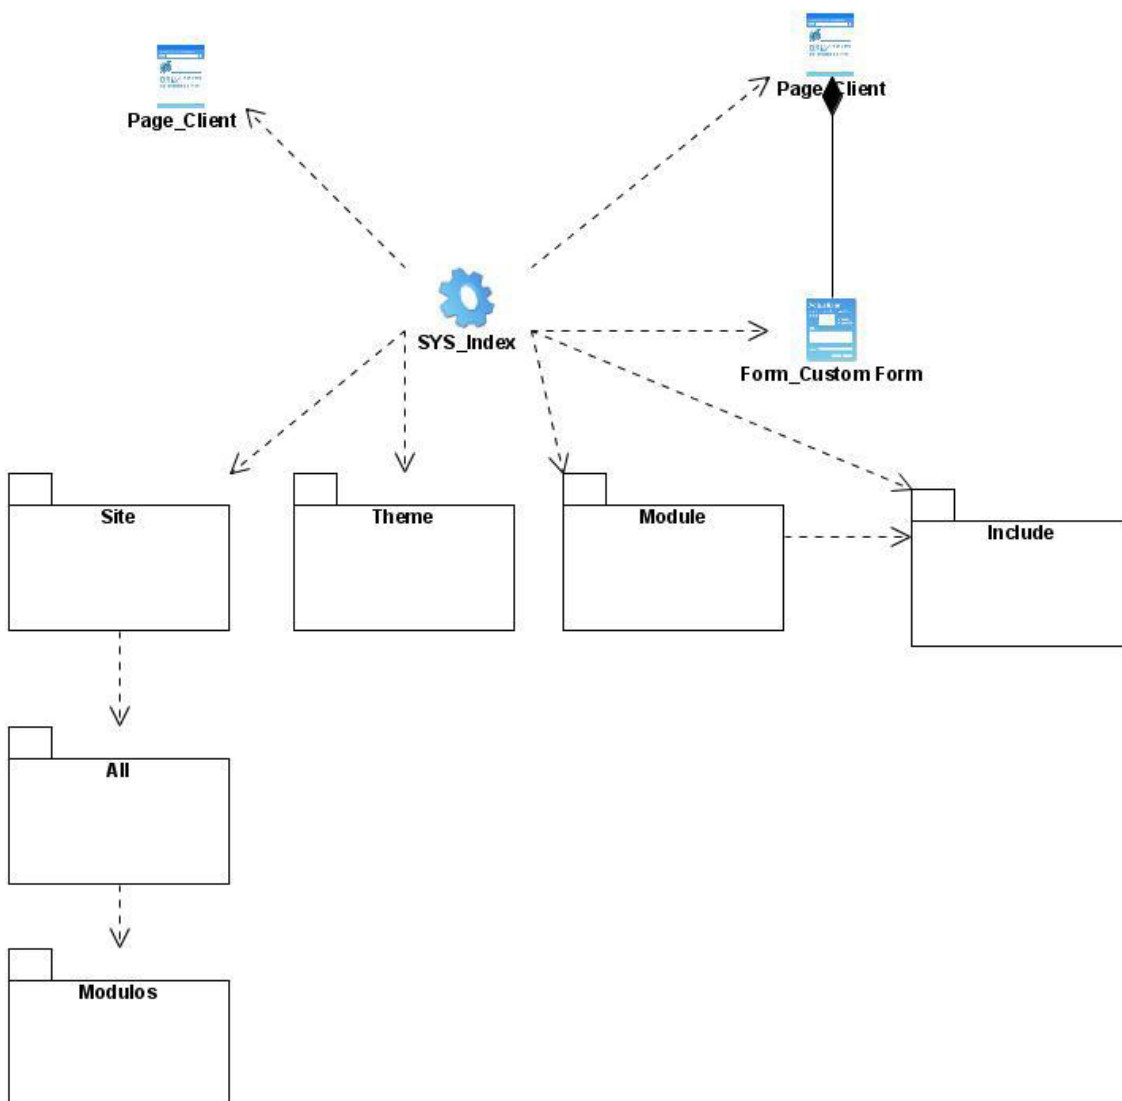 Page_Client
Page_Client
SYS_Index
Form_Custom Form
Site
Theme
Module
Include
All
Modulos